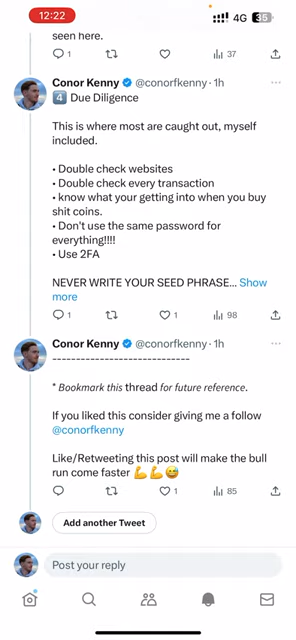 12:22
4G 35
seen here.
1 37
Conor Kenny @conorfkenny · 1h
4 Due Diligence
This is where most are caught out, myself
included.
• Double check websites
• Double check every transaction
• know what your getting into when you buy
shit coins.
• Don't use the same password for
everything!!!!
• Use 2FA
NEVER WRITE YOUR SEED PHRASE... Show
more
1 1 98
Conor Kenny @conorfkenny · 1h
-----------------------------
* Bookmark this thread for future reference.
If you liked this consider giving me a follow
@conorfkenny
Like/Retweeting this post will make the bull
run come faster 💪💪😅
1 85
Add another Tweet
Post your reply